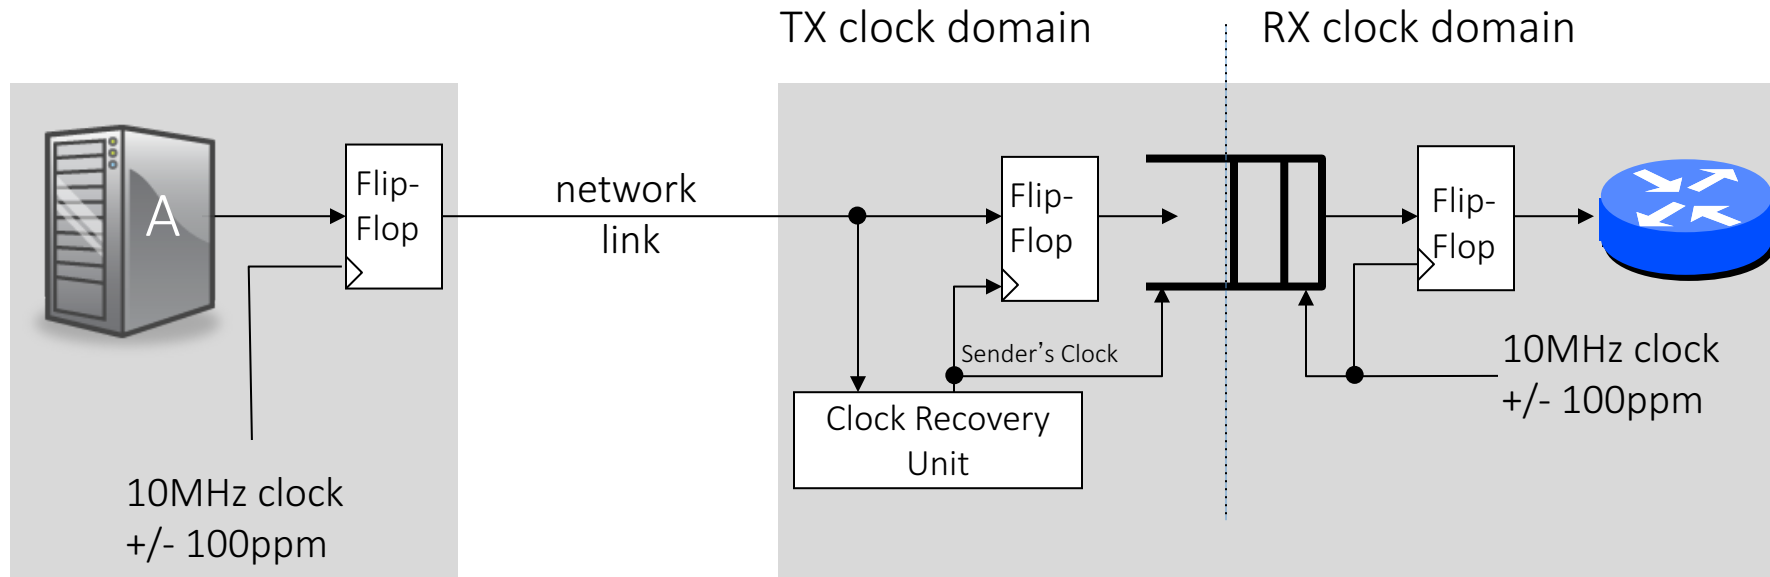 TX clock domain
RX clock domain
A
Flip-
Flop
network
link
Flip-
Flop
Flip-
Flop
Sender’s Clock
10MHz clock
+/- 100ppm
Clock Recovery
Unit
10MHz clock
+/- 100ppm